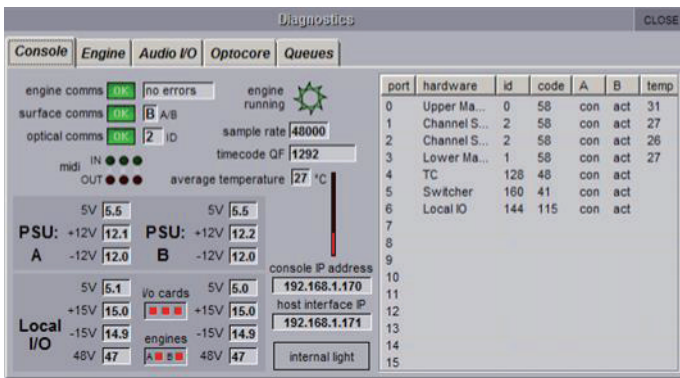 Diagnostics
CLOSE
Console Engine Audio I/O Optocore Queues
engine comms OK no errors
engine running
surface comms OK B A/B
optical comms OK 2 ID
sample rate 48000
timecode QF 1292
midi IN
OUT
average temperature 27 °C
PSU: A
5V 5.5
+12V 12.1
-12V 12.0
PSU: B
5V 5.5
+12V 12.2
-12V 12.0
Local I/O
5V 5.1
+15V 15.0
-15V 14.9
48V 47
i/o cards
engines
A B
5V 5.0
+15V 15.0
-15V 14.9
48V 47
console IP address
192.168.1.170
host interface IP
192.168.1.171
internal light
port hardware id code A B temp
0 Upper Ma... 0 58 con act 31
1 Channel S... 2 58 con act 27
2 Channel S... 2 58 con act 26
3 Lower Ma... 1 58 con act 27
4 TC 128 48 con act
5 Switcher 160 41 con act
6 Local IO 144 115 con act
7
8
9
10
11
12
13
14
15